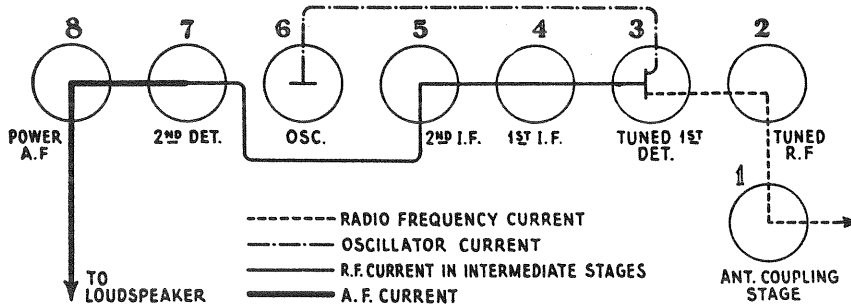 8 7 6 5 4 3 2
POWER A.F
2ND DET.
OSC.
2ND I.F.
1ST I.F.
TUNED 1ST DET.
TUNED R.F
1
ANT. COUPLING STAGE
RADIO FREQUENCY CURRENT
OSCILLATOR CURRENT
R.F. CURRENT IN INTERMEDIATE STAGES
A.F. CURRENT
TO LOUDSPEAKER